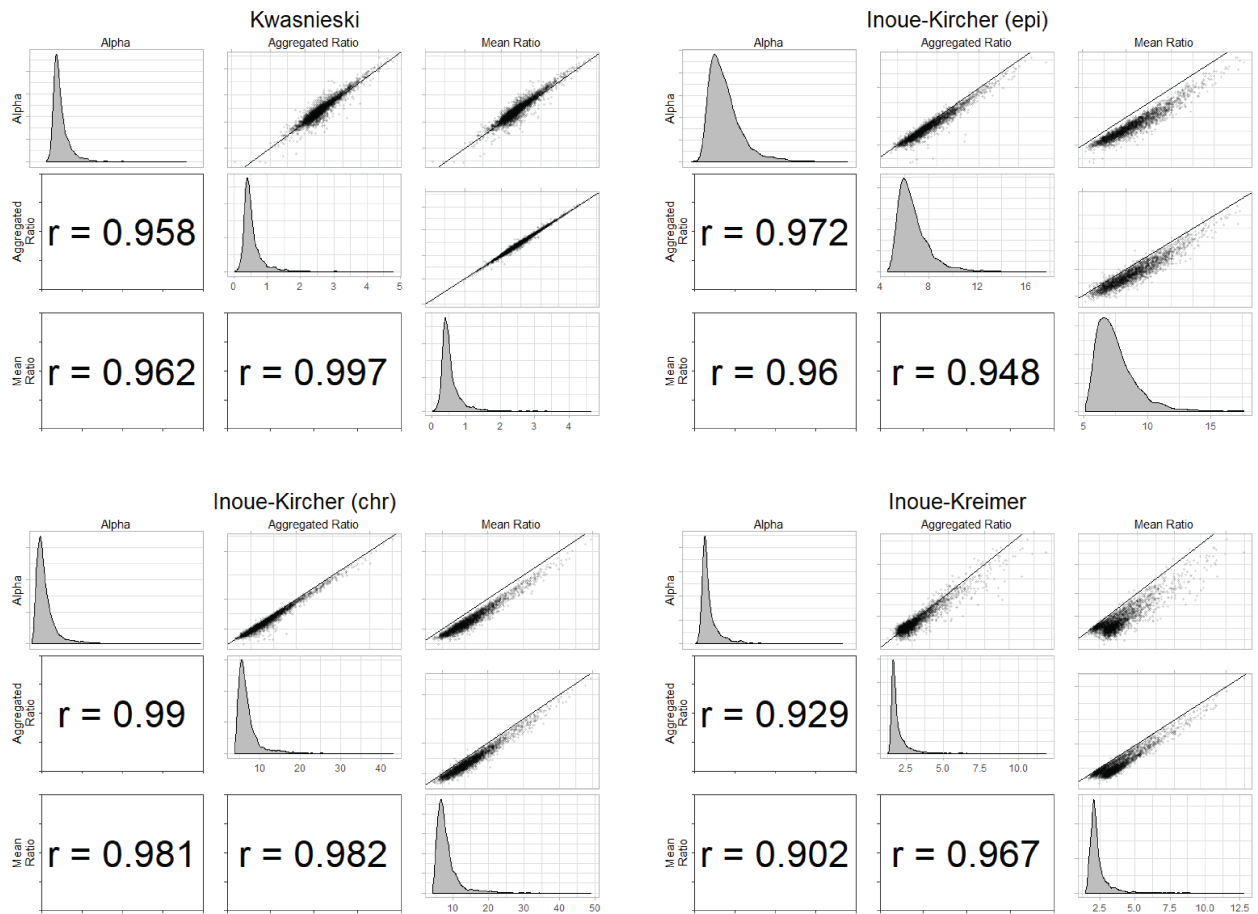 Kwasnieski
Alpha Aggregated Ratio Mean Ratio
Alpha
Aggregated
Ratio
r = 0.958
0 1 2 3 4 5
Mean
Ratio
r = 0.962
r = 0.997
0 1 2 3 4
Inoue-Kircher (epi)
Alpha Aggregated Ratio Mean Ratio
Alpha
Aggregated
Ratio
r = 0.972
4 8 12 16
Mean
Ratio
r = 0.96
r = 0.948
5 10 15
Inoue-Kircher (chr)
Alpha Aggregated Ratio Mean Ratio
Alpha
Aggregated
Ratio
r = 0.99
10 20 30 40
Mean
Ratio
r = 0.981
r = 0.982
10 20 30 40 50
Inoue-Kreimer
Alpha Aggregated Ratio Mean Ratio
Alpha
Aggregated
Ratio
r = 0.929
2.5 5.0 7.5 10.0
Mean
Ratio
r = 0.902
r = 0.967
2.5 5.0 7.5 10.0 12.5